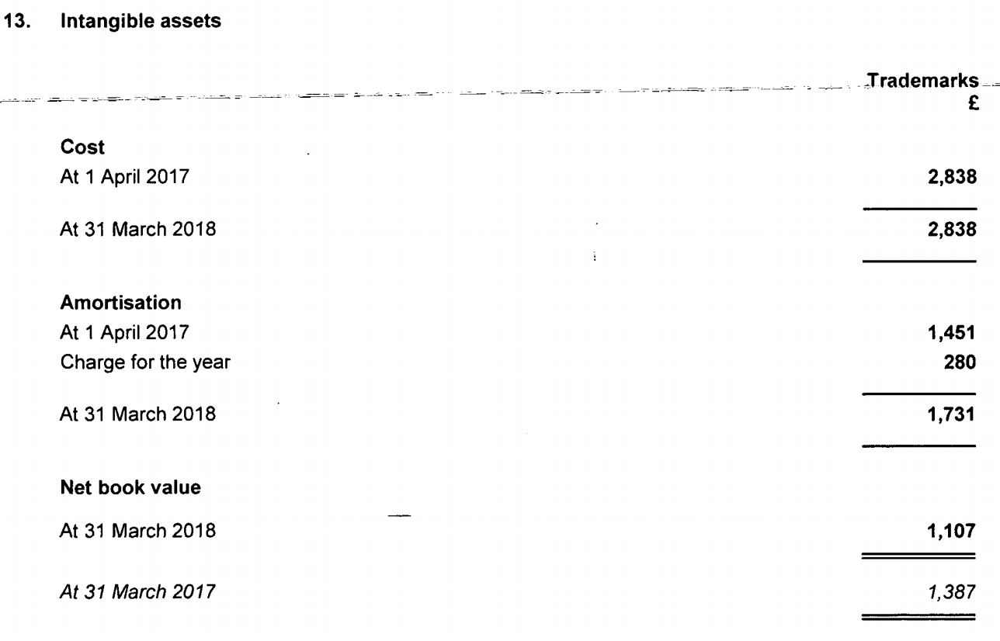 13. Intangible assets
Trademarks
£
Cost
At 1 April 2017 2,838
At 31 March 2018 2,838
Amortisation
At 1 April 2017 1,451
Charge for the year 280
At 31 March 2018 1,731
Net book value
At 31 March 2018 1,107
At 31 March 2017 1,387